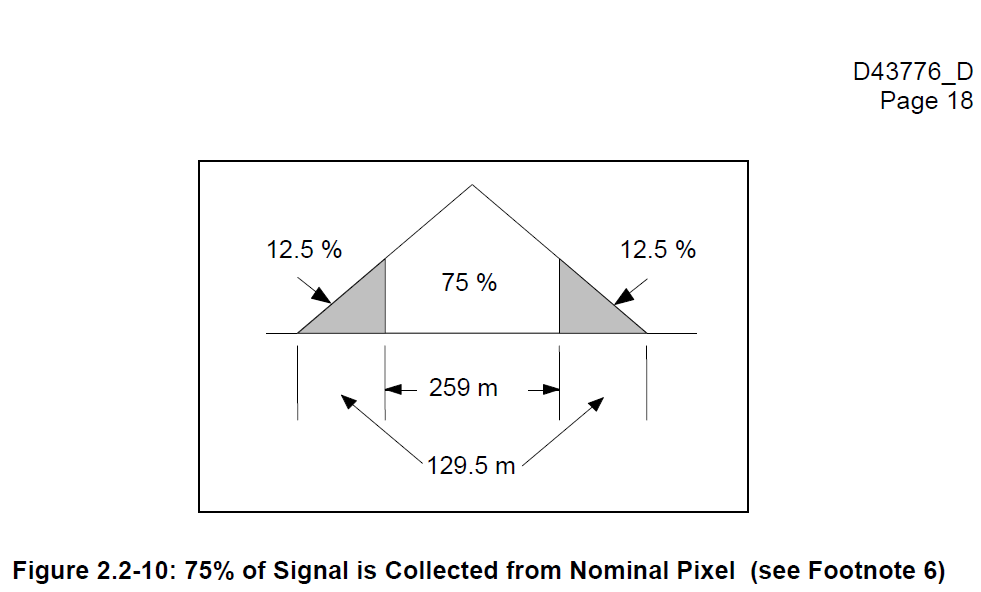 D43776_D
Page 18
12.5 %
12.5 %
75 %
259 m
129.5 m
Figure 2.2-10: 75% of Signal is Collected from Nominal Pixel (see Footnote 6)